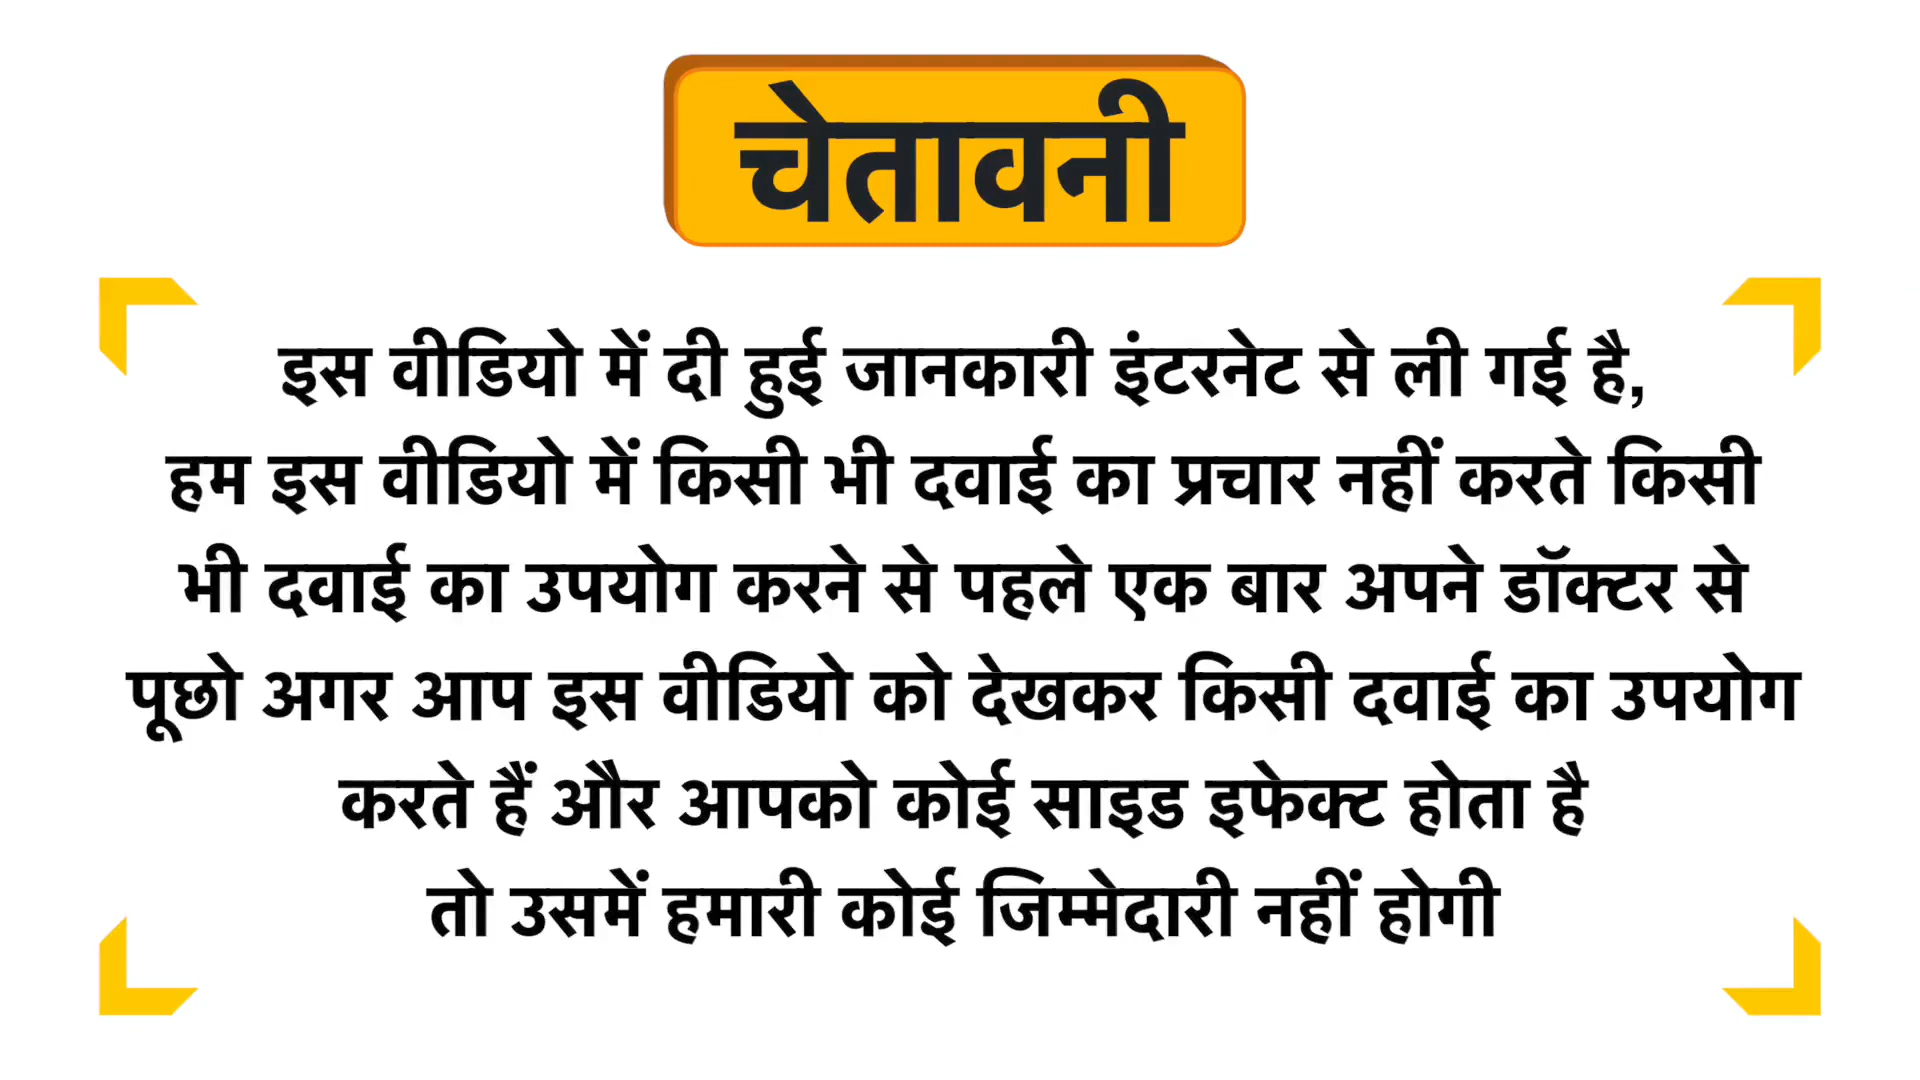 चेतावनी
इस वीडियो में दी हुई जानकारी इंटरनेट से ली गई है,
हम इस वीडियो में किसी भी दवाई का प्रचार नहीं करते किसी
भी दवाई का उपयोग करने से पहले एक बार अपने डॉक्टर से
पूछो अगर आप इस वीडियो को देखकर किसी दवाई का उपयोग
करते हैं और आपको कोई साइड इफेक्ट होता है
तो उसमें हमारी कोई जिम्मेदारी नहीं होगी